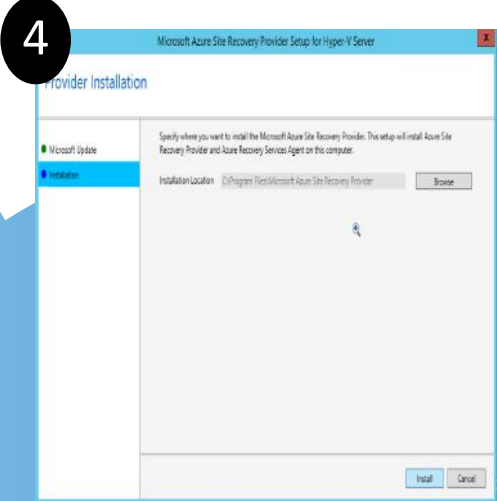 4
Microsoft Azure Site Recovery Provider Setup for Hyper-V Server
x
Provider Installation
Microsoft Update
Installation
Specify where you want to install the Microsoft Azure Site Recovery Provider. This setup will install Azure Site
Recovery Provider and Azure Recovery Services Agent on this computer.
Installation Location C:\Program Files\Microsoft Azure Site Recovery Provider Browse
Install Cancel